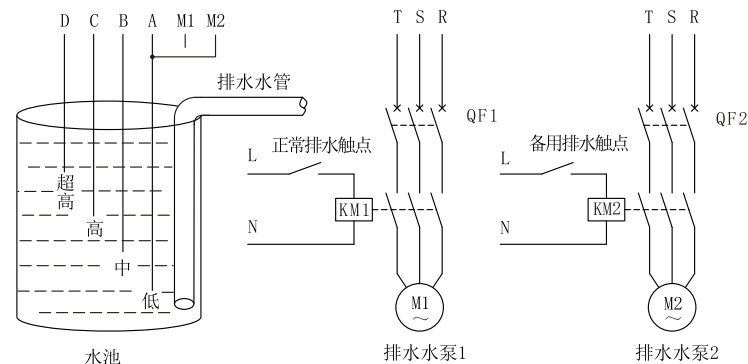 D C B A M1 M2
排水水管
超高
高
中
低
水池
T S R
QF1
正常排水触点
L
KM1
N
M1
~
排水水泵1
T S R
QF2
备用排水触点
L
KM2
N
M2
~
排水水泵2